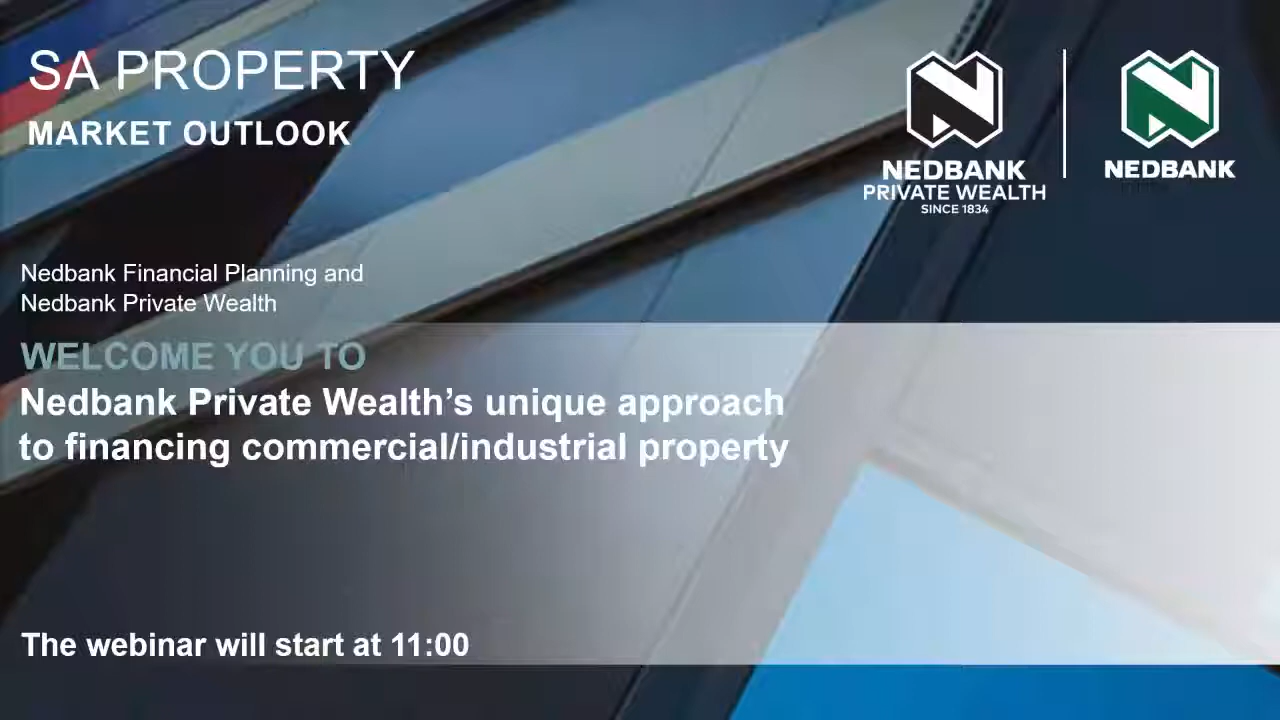 SA PROPERTY
MARKET OUTLOOK
NEDBANK
PRIVATE WEALTH
SINCE 1834
NEDBANK
Nedbank Financial Planning and
Nedbank Private Wealth
WELCOME YOU TO
Nedbank Private Wealth’s unique approach
to financing commercial/industrial property
The webinar will start at 11:00